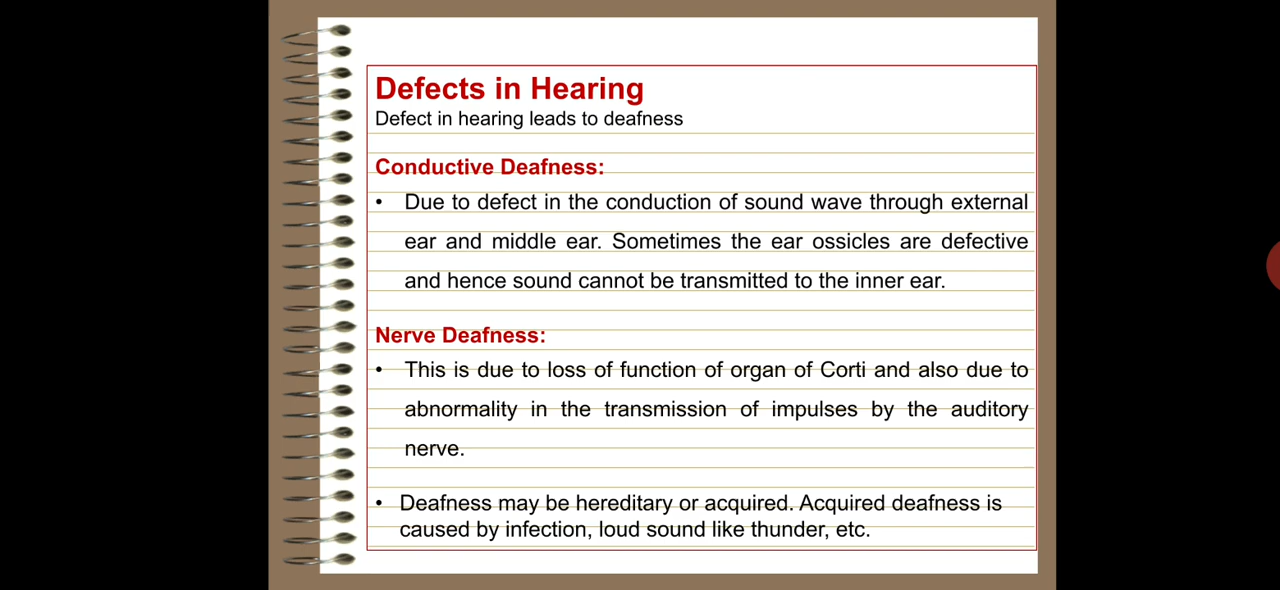 Defects in Hearing
Defect in hearing leads to deafness
Conductive Deafness:
• Due to defect in the conduction of sound wave through external
ear and middle ear. Sometimes the ear ossicles are defective
and hence sound cannot be transmitted to the inner ear.
Nerve Deafness:
• This is due to loss of function of organ of Corti and also due to
abnormality in the transmission of impulses by the auditory
nerve.
• Deafness may be hereditary or acquired. Acquired deafness is
caused by infection, loud sound like thunder, etc.